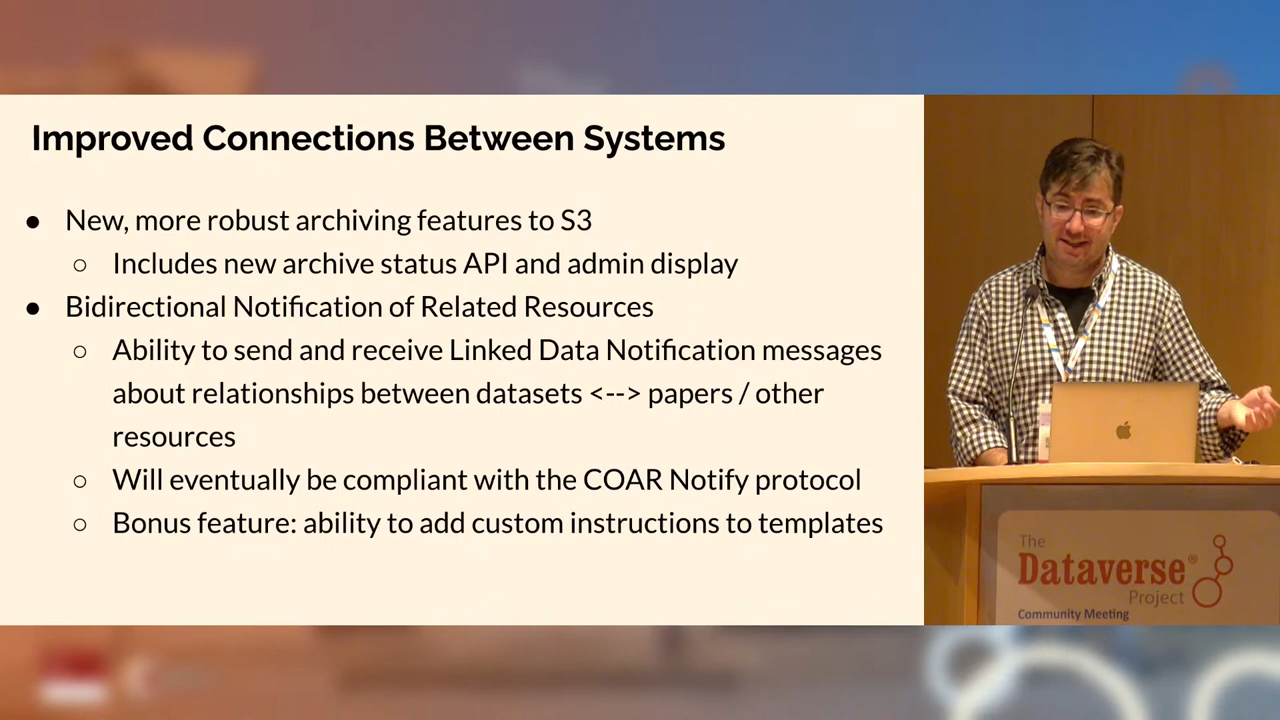 Improved Connections Between Systems
● New, more robust archiving features to S3
○ Includes new archive status API and admin display
● Bidirectional Notification of Related Resources
○ Ability to send and receive Linked Data Notification messages
about relationships between datasets <--> papers / other
resources
○ Will eventually be compliant with the COAR Notify protocol
○ Bonus feature: ability to add custom instructions to templates
The
Dataverse®
Project
Community Meeting